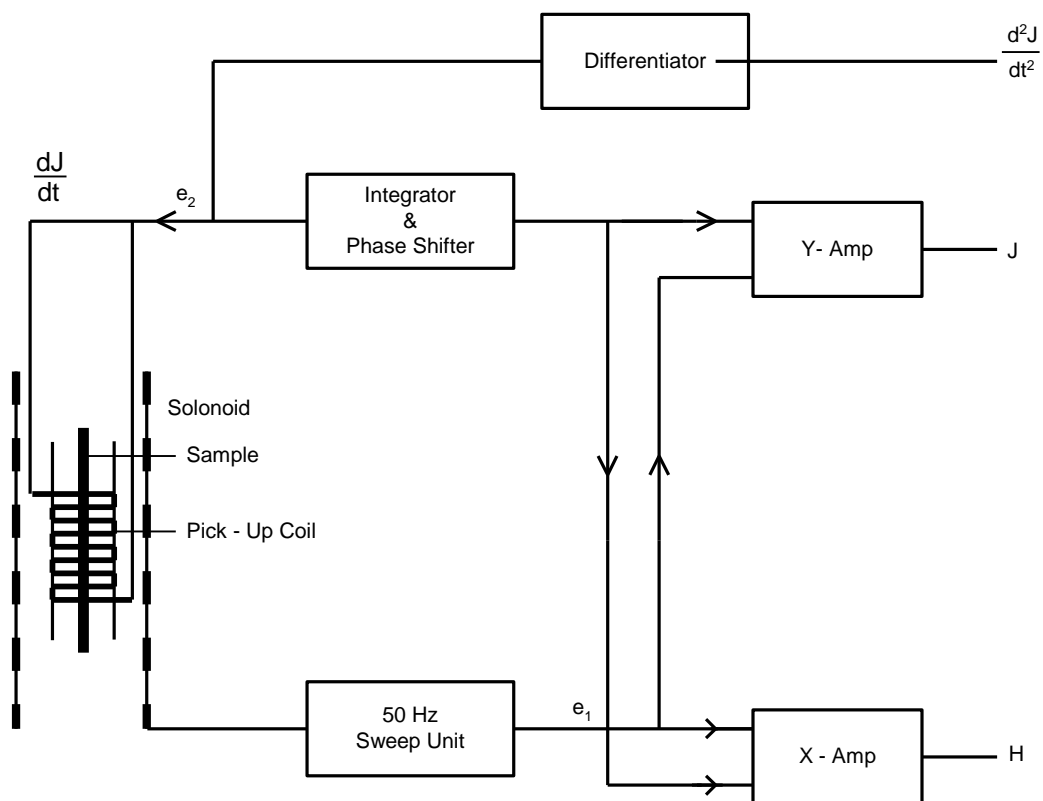 Differentiator
d²J
dt²
dJ
dt
e₂
Integrator
&
Phase Shifter
Y- Amp
J
Solonoid
Sample
Pick - Up Coil
50 Hz
Sweep Unit
e₁
X - Amp
H